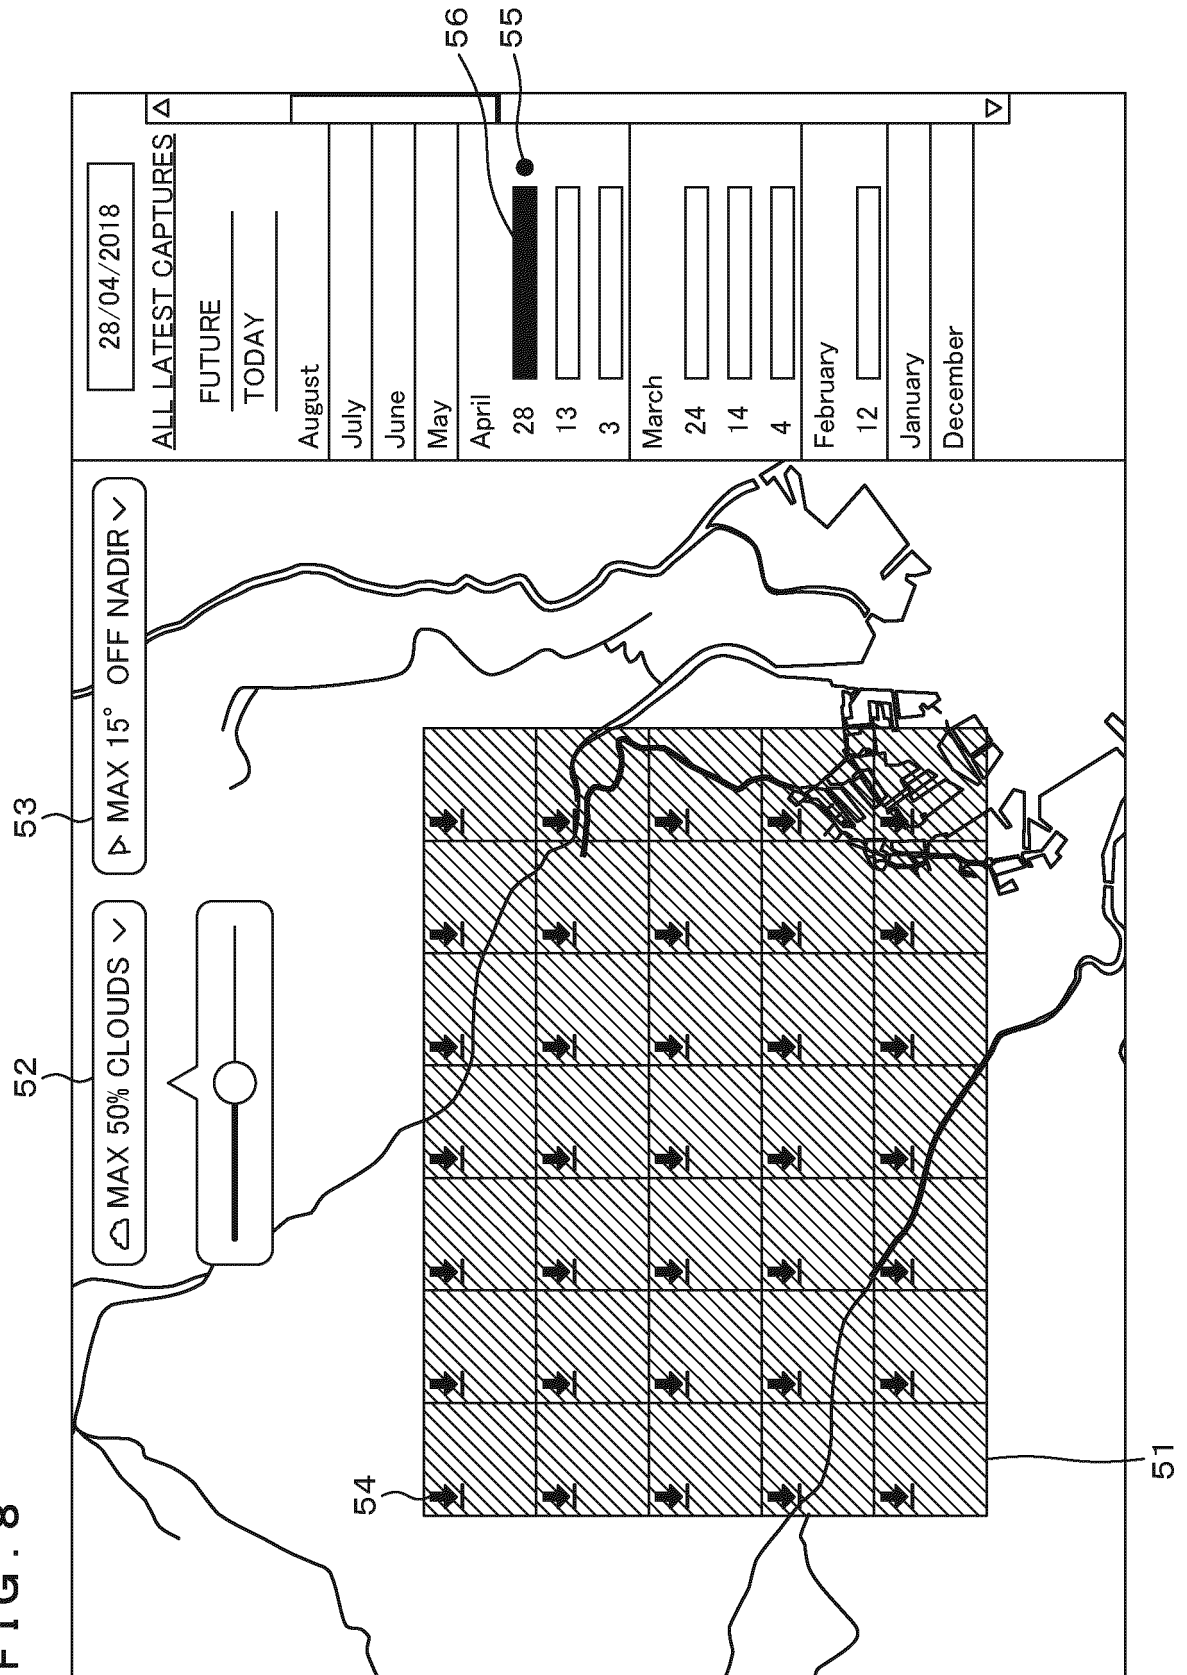 FIG. 8
52
53
MAX 50% CLOUDS
MAX 15° OFF NADIR
28/04/2018
ALL LATEST CAPTURES
FUTURE
TODAY
August
July
June
May
April
28
13
3
March
24
14
4
February
12
January
December
56
55
54
51